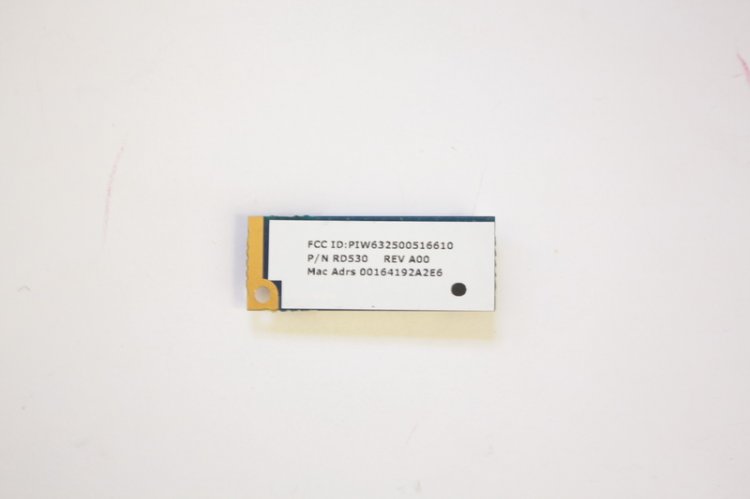 FCC ID:PIW632500516610
P/N RD530 REV A00
Mac Adrs 00164192A2E6